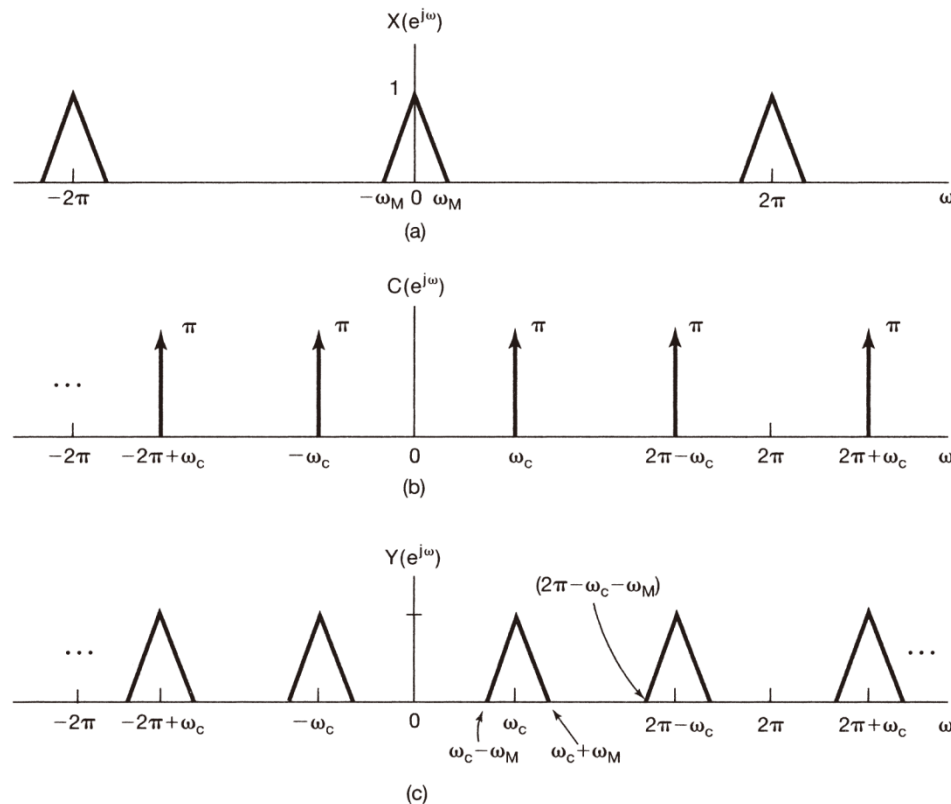 X(e^{jω})
1
−2π −ω_M 0 ω_M 2π ω
(a)
C(e^{jω})
π π π π π
...
−2π −2π+ω_c −ω_c 0 ω_c 2π−ω_c 2π 2π+ω_c ω
(b)
Y(e^{jω})
(2π−ω_c−ω_M)
... ...
−2π −2π+ω_c −ω_c 0 ω_c 2π−ω_c 2π 2π+ω_c ω
ω_c−ω_M ω_c+ω_M
(c)